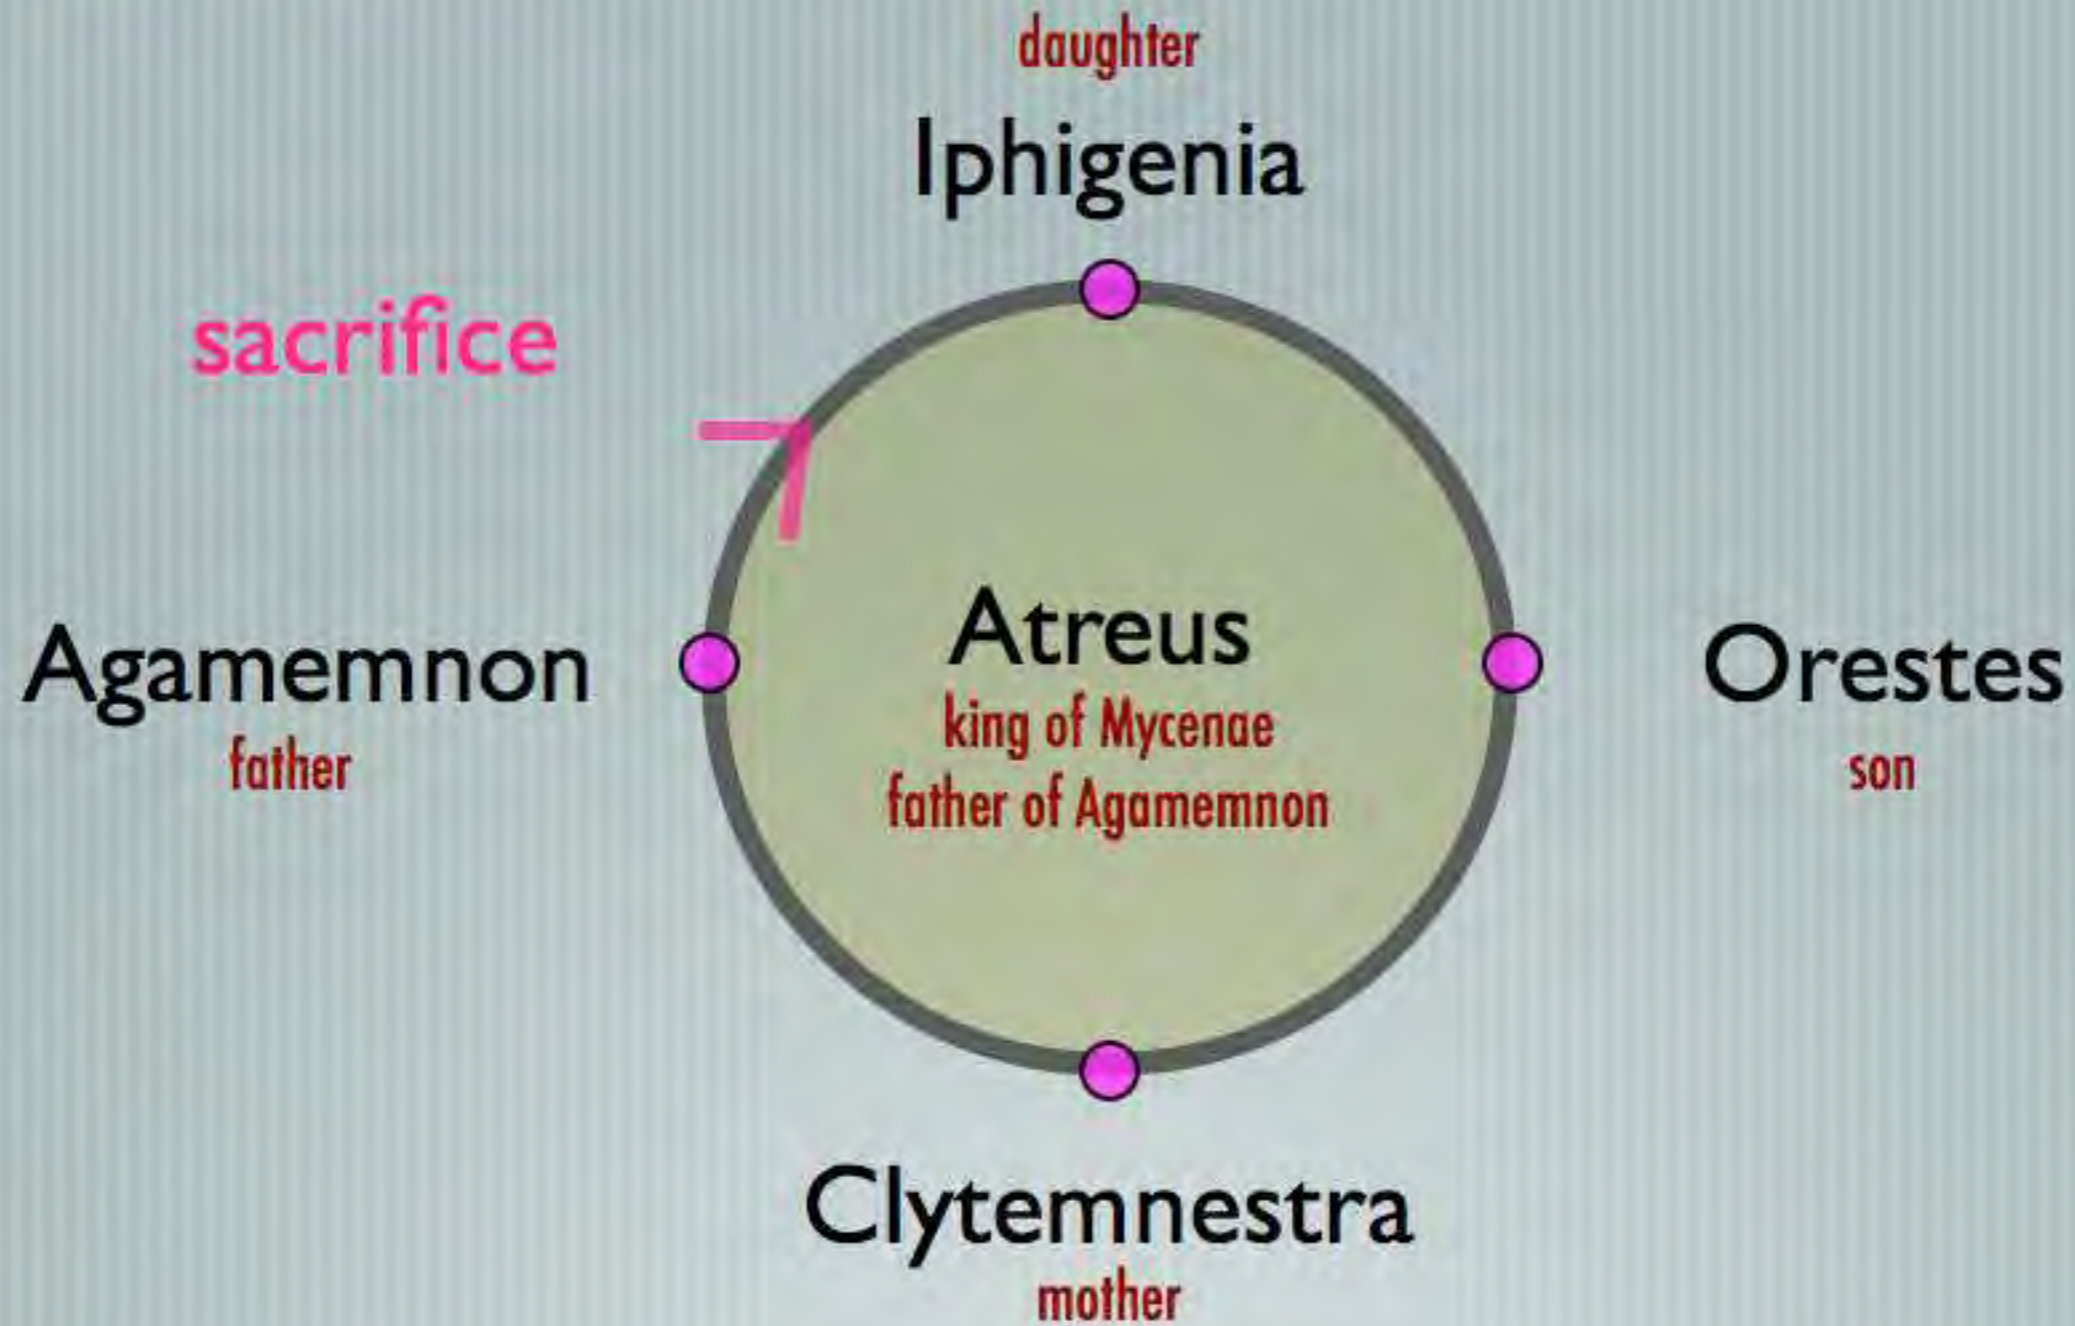 daughter
Iphigenia
sacrifice
Agamemnon
father
Atreus
king of Mycenae
father of Agamemnon
Orestes
son
Clytemnestra
mother